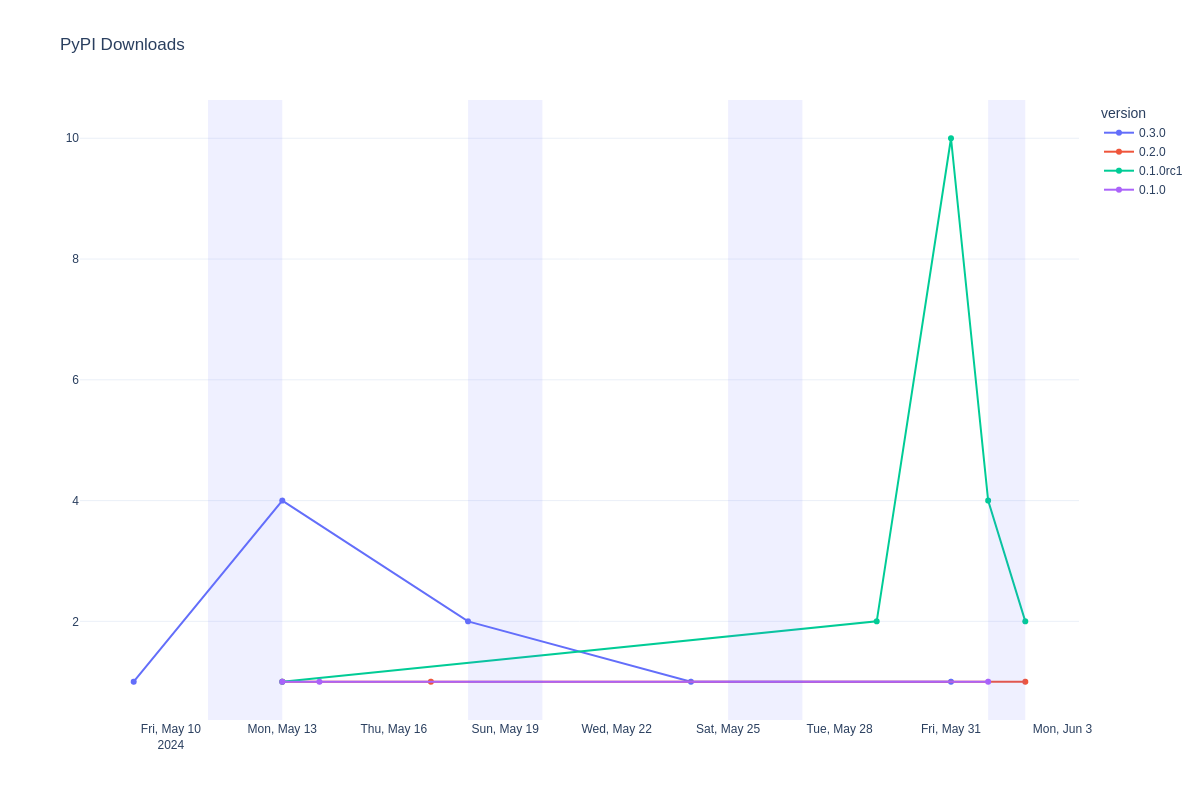 PyPI Downloads
version
0.3.0
0.2.0
0.1.0rc1
0.1.0
10
8
6
4
2
Fri, May 10
2024
Mon, May 13
Thu, May 16
Sun, May 19
Wed, May 22
Sat, May 25
Tue, May 28
Fri, May 31
Mon, Jun 3